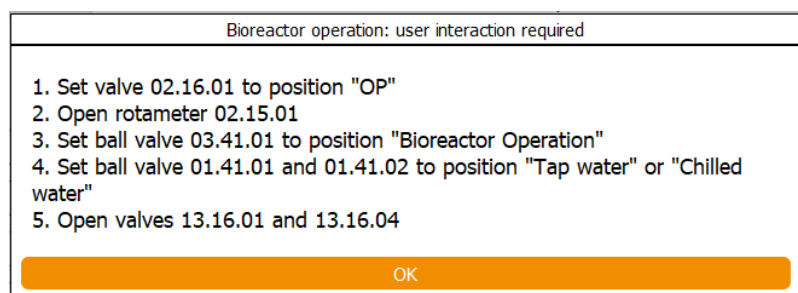 Bioreactor operation: user interaction required
1. Set valve 02.16.01 to position "OP"
2. Open rotameter 02.15.01
3. Set ball valve 03.41.01 to position "Bioreactor Operation"
4. Set ball valve 01.41.01 and 01.41.02 to position "Tap water" or "Chilled
water"
5. Open valves 13.16.01 and 13.16.04
OK